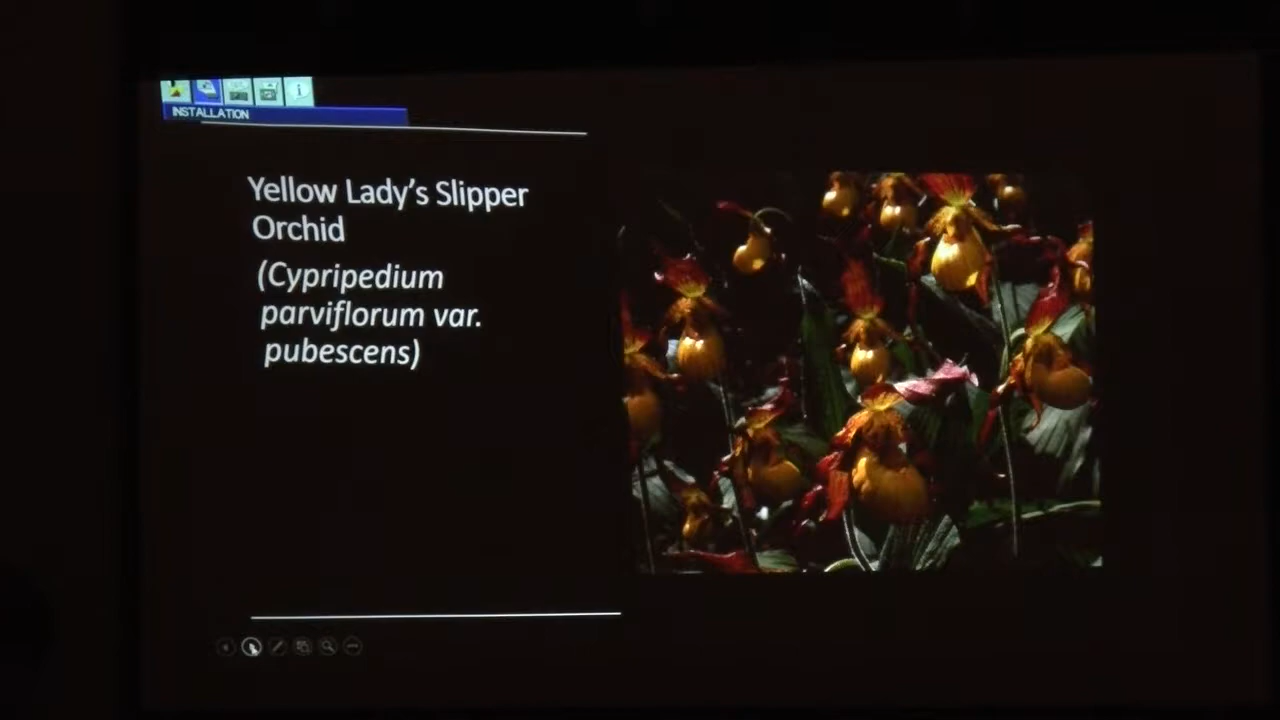 INSTALLATION
Yellow Lady's Slipper
Orchid
(Cypripedium
parviflorum var.
pubescens)